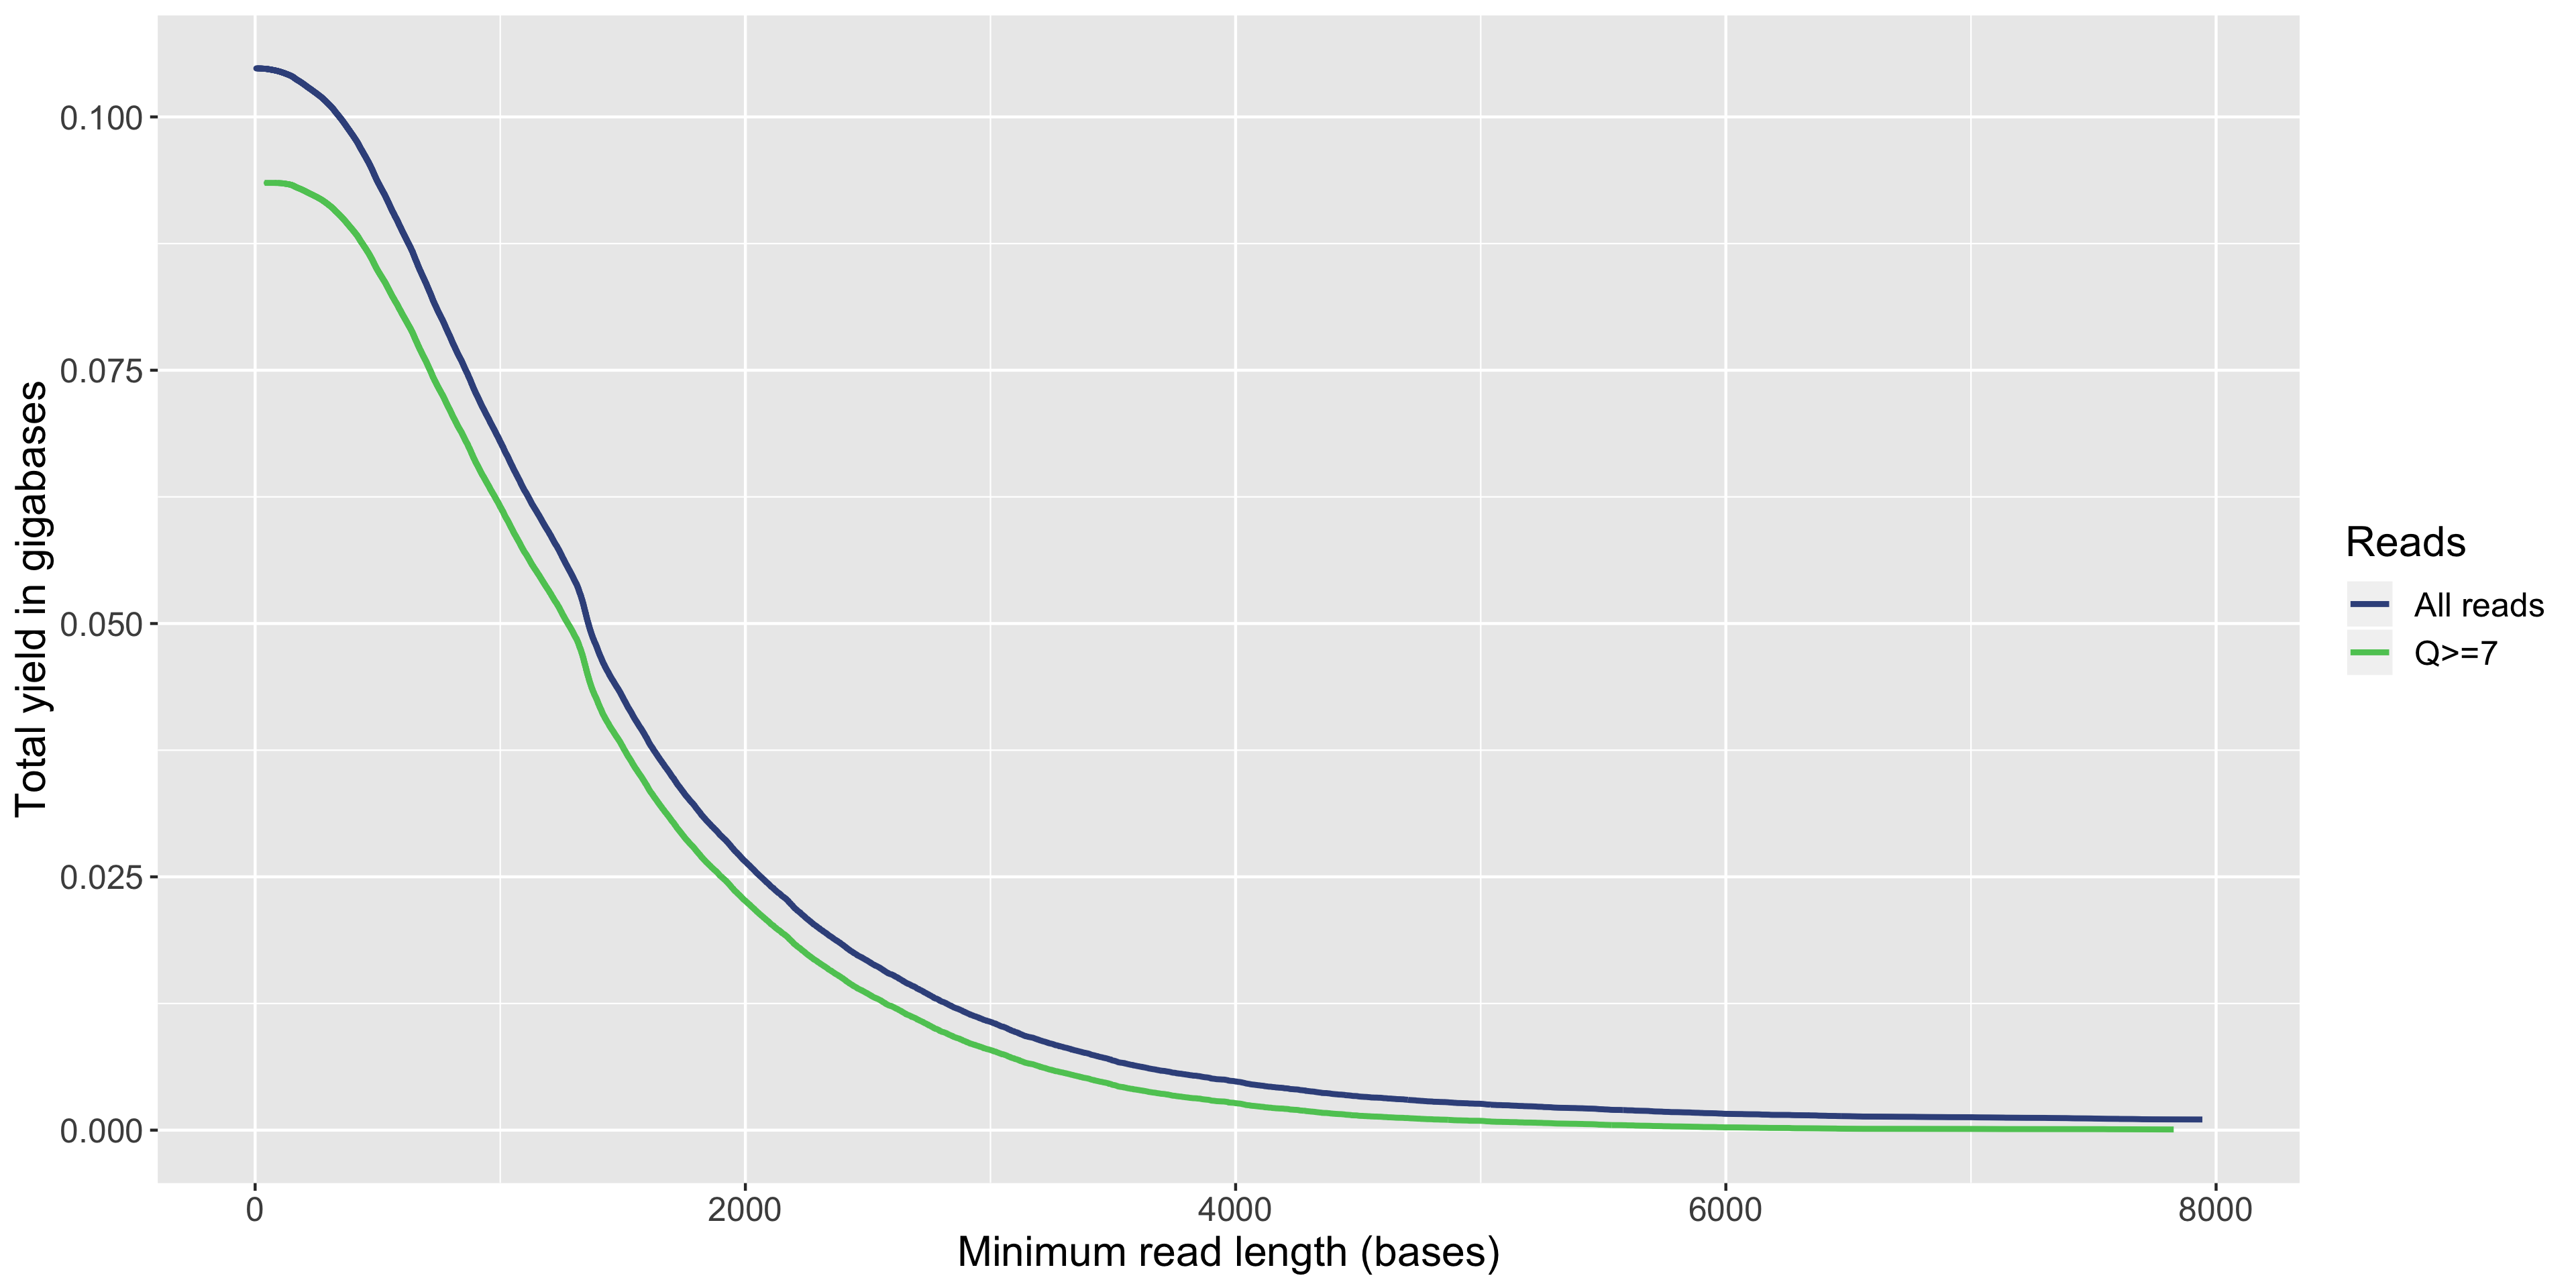 Total yield in gigabases
0.100
0.075
0.050
0.025
0.000
0 2000 4000 6000 8000
Minimum read length (bases)
Reads
All reads
Q>=7